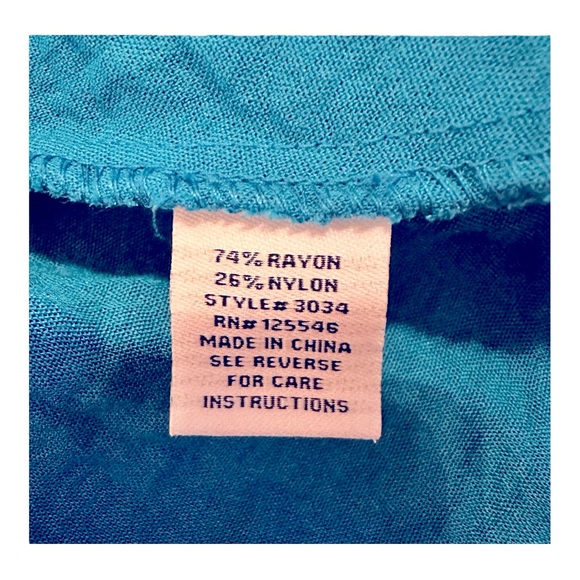 74% RAYON
26% NYLON
STYLE# 3034
RN# 125546
MADE IN CHINA
SEE REVERSE
FOR CARE
INSTRUCTIONS